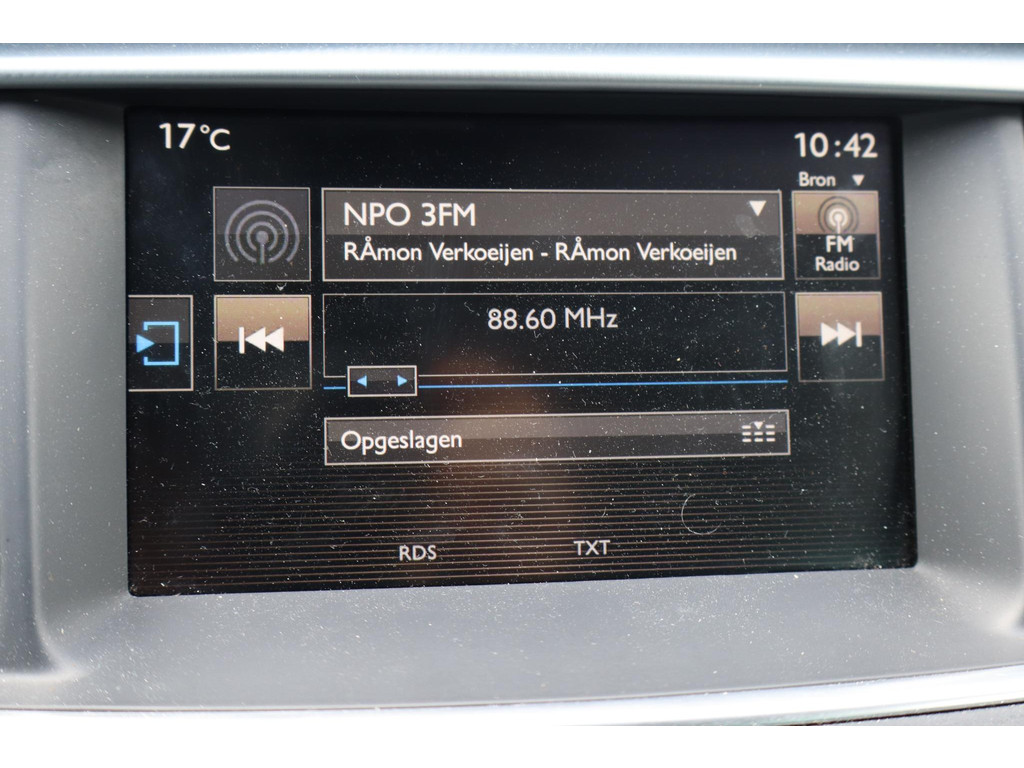 17°C
10:42
Bron
NPO 3FM
RÅmon Verkoeijen - RÅmon Verkoeijen
FM
Radio
88.60 MHz
Opgeslagen
RDS
TXT